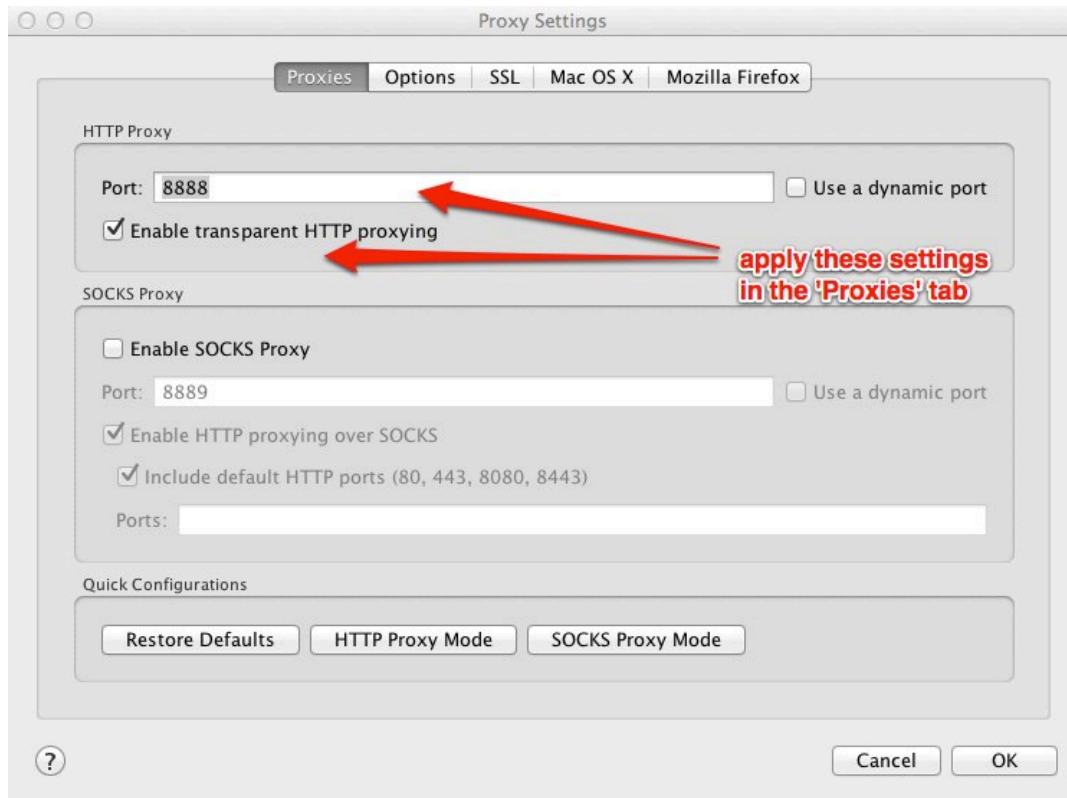 Proxy Settings
Proxies Options SSL Mac OS X Mozilla Firefox
HTTP Proxy
Port: 8888 Use a dynamic port
Enable transparent HTTP proxying
apply these settings
in the 'Proxies' tab
SOCKS Proxy
Enable SOCKS Proxy
Port: 8889 Use a dynamic port
Enable HTTP proxying over SOCKS
Include default HTTP ports (80, 443, 8080, 8443)
Ports:
Quick Configurations
Restore Defaults HTTP Proxy Mode SOCKS Proxy Mode
? Cancel OK